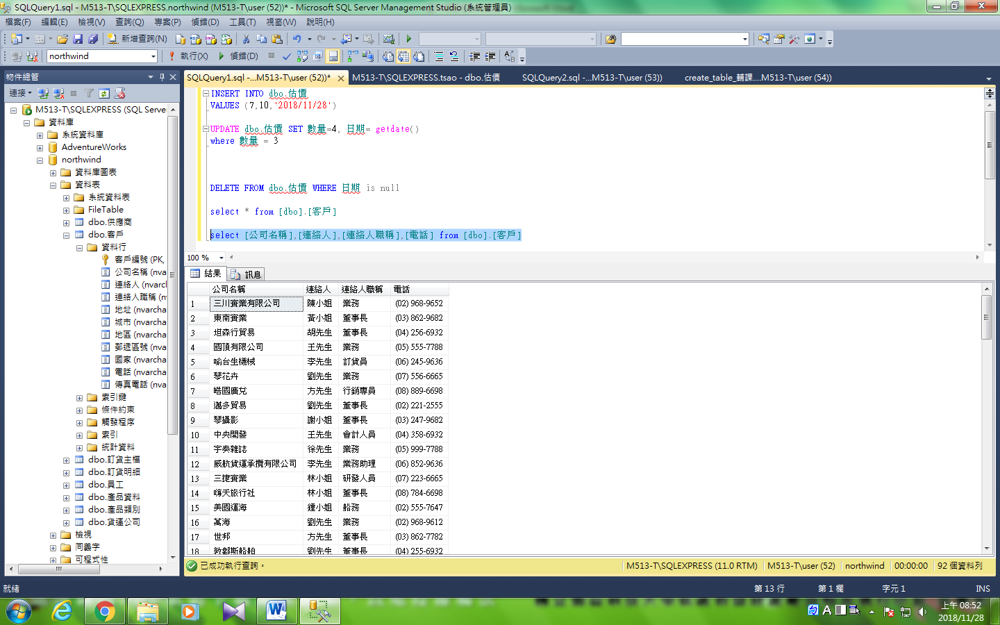 SQLQuery1.sql - M513-T\SQLEXPRESS.northwind (M513-T\user (52))* - Microsoft SQL Server Management Studio (系統管理員)
檔案(F) 編輯(E) 檢視(V) 查詢(Q) 專案(P) 偵錯(D) 工具(T) 視窗(W) 說明(H)
新增查詢(N)
northwind 執行(X) 偵錯(D)
物件總管
連接
M513-T\SQLEXPRESS (SQL Serve
資料庫
系統資料庫
AdventureWorks
northwind
資料庫圖表
資料表
系統資料表
FileTable
dbo.供應商
dbo.客戶
資料行
客戶編號 (PK,
公司名稱 (nva
連絡人 (nvarcl
連絡人職稱 (n
地址 (nvarcha
城市 (nvarcha
地區 (nvarcha
郵遞區號 (nva
國家 (nvarcha
電話 (nvarcha
傳真電話 (nva
索引鍵
條件約束
觸發程序
索引
統計資料
dbo.訂貨主檔
dbo.訂貨明細
dbo.員工
dbo.產品資料
dbo.產品類別
dbo.貨運公司
檢視
同義字
可程式性
SQLQuery1.sql -...M513-T\user (52))* M513-T\SQLEXPRESS.tsao - dbo.估價 SQLQuery2.sql -...M513-T\user (53)) create_table_輔課....M513-T\user (54))
INSERT INTO dbo.估價
VALUES (7,10,'2018/11/28')
UPDATE dbo.估價 SET 數量=4, 日期= getdate()
where 數量 = 3
DELETE FROM dbo.估價 WHERE 日期 is null
select * from [dbo].[客戶]
select [公司名稱],[連絡人],[連絡人職稱],[電話] from [dbo].[客戶]
100 %
結果 訊息
公司名稱 連絡人 連絡人職稱 電話
1 三川實業有限公司 陳小姐 業務 (02) 968-9652
2 東南實業 黃小姐 董事長 (03) 862-9682
3 坦森行貿易 胡先生 董事長 (04) 256-6932
4 國頂有限公司 王先生 業務 (05) 555-7788
5 喻台生機械 李先生 訂貨員 (06) 245-9636
6 琴花卉 劉先生 業務 (07) 556-6665
7 皓國廣兌 方先生 行銷專員 (08) 889-6698
8 邁多貿易 劉先生 董事長 (02) 221-2555
9 琴攝影 謝小姐 董事長 (03) 247-9682
10 中央開發 王先生 會計人員 (04) 358-6932
11 宇奏雜誌 徐先生 業務 (05) 999-7788
12 威航貨運承攬有限公司 李先生 業務助理 (06) 852-9636
13 三捷實業 林小姐 研發人員 (07) 223-6665
14 嗨天旅行社 林小姐 董事長 (08) 784-6698
15 美國運海 鍾小姐 船務 (02) 555-7647
16 萬海 劉先生 業務 (02) 968-9612
17 世邦 方先生 董事長 (03) 862-7782
18 敦郼斯船舶 劉先生 董事長 (04) 255-6932
已成功執行查詢。 M513-T\SQLEXPRESS (11.0 RTM) M513-T\user (52) northwind 00:00:00 92 個資料列
就緒 第 13 行 第 1 欄 字元 1 INS
上午 08:52
2018/11/28